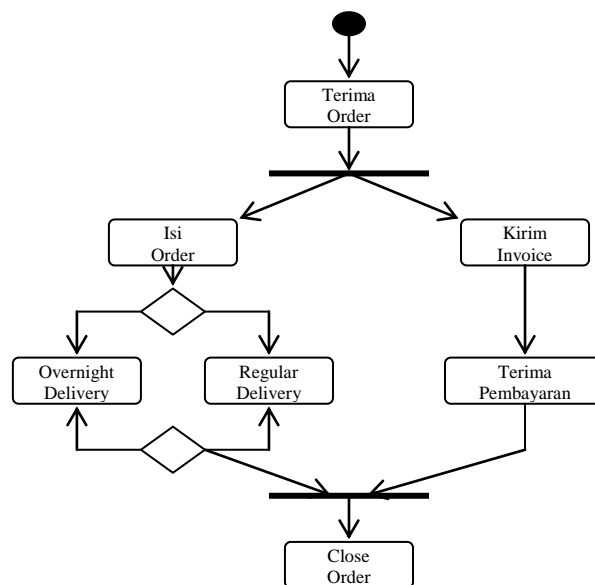 Terima
Order
Isi
Order
Kirim
Invoice
Overnight
Delivery
Regular
Delivery
Terima
Pembayaran
Close
Order